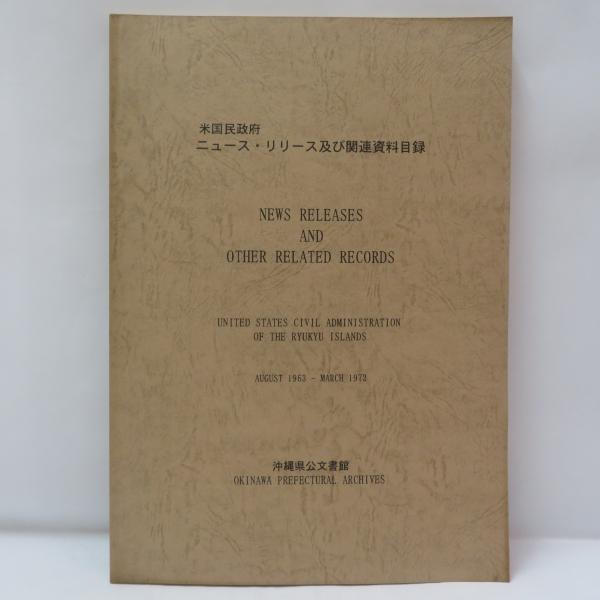 米国民政府
ニュース・リリース及び関連資料目録
NEWS RELEASES
AND
OTHER RELATED RECORDS
UNITED STATES CIVIL ADMINISTRATION
OF THE RYUKYU ISLANDS
AUGUST 1963 - MARCH 1972
沖縄県公文書館
OKINAWA PREFECTURAL ARCHIVES